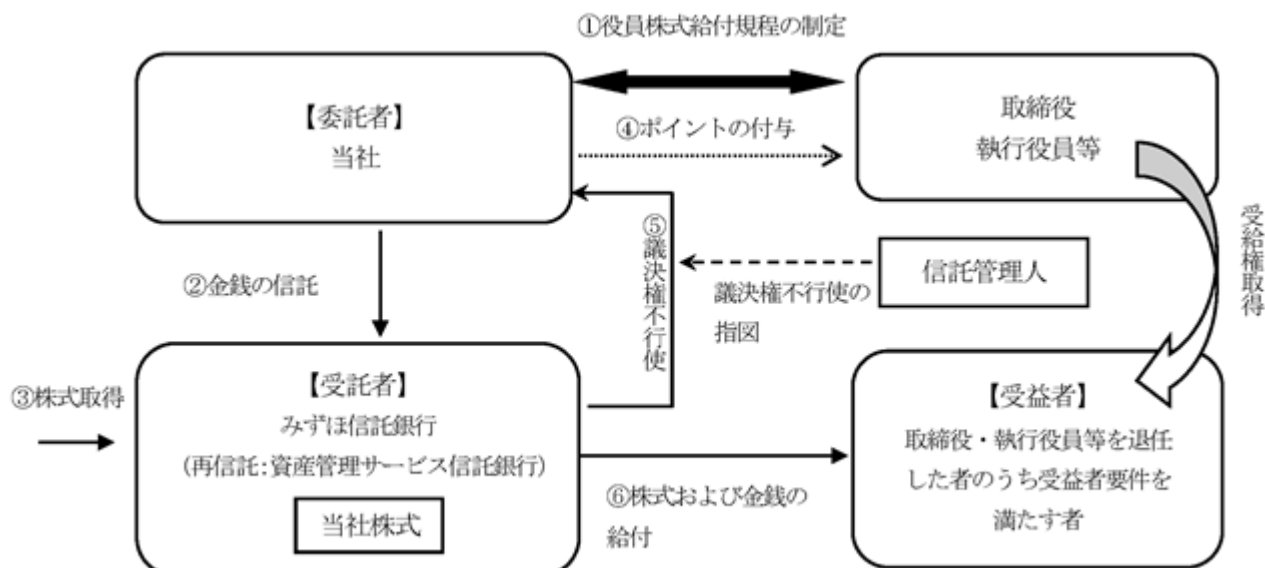 ①役員株式給付規程の制定
【委託者】
当社
④ポイントの付与
取締役
執行役員等
②金銭の信託
⑤議決権不行使
議決権不行使の
指図
信託管理人
受給権取得
③株式取得
【受託者】
みずほ信託銀行
(再信託:資産管理サービス信託銀行)
当社株式
⑥株式および金銭の
給付
【受益者】
取締役・執行役員等を退任
した者のうち受益者要件を
満たす者